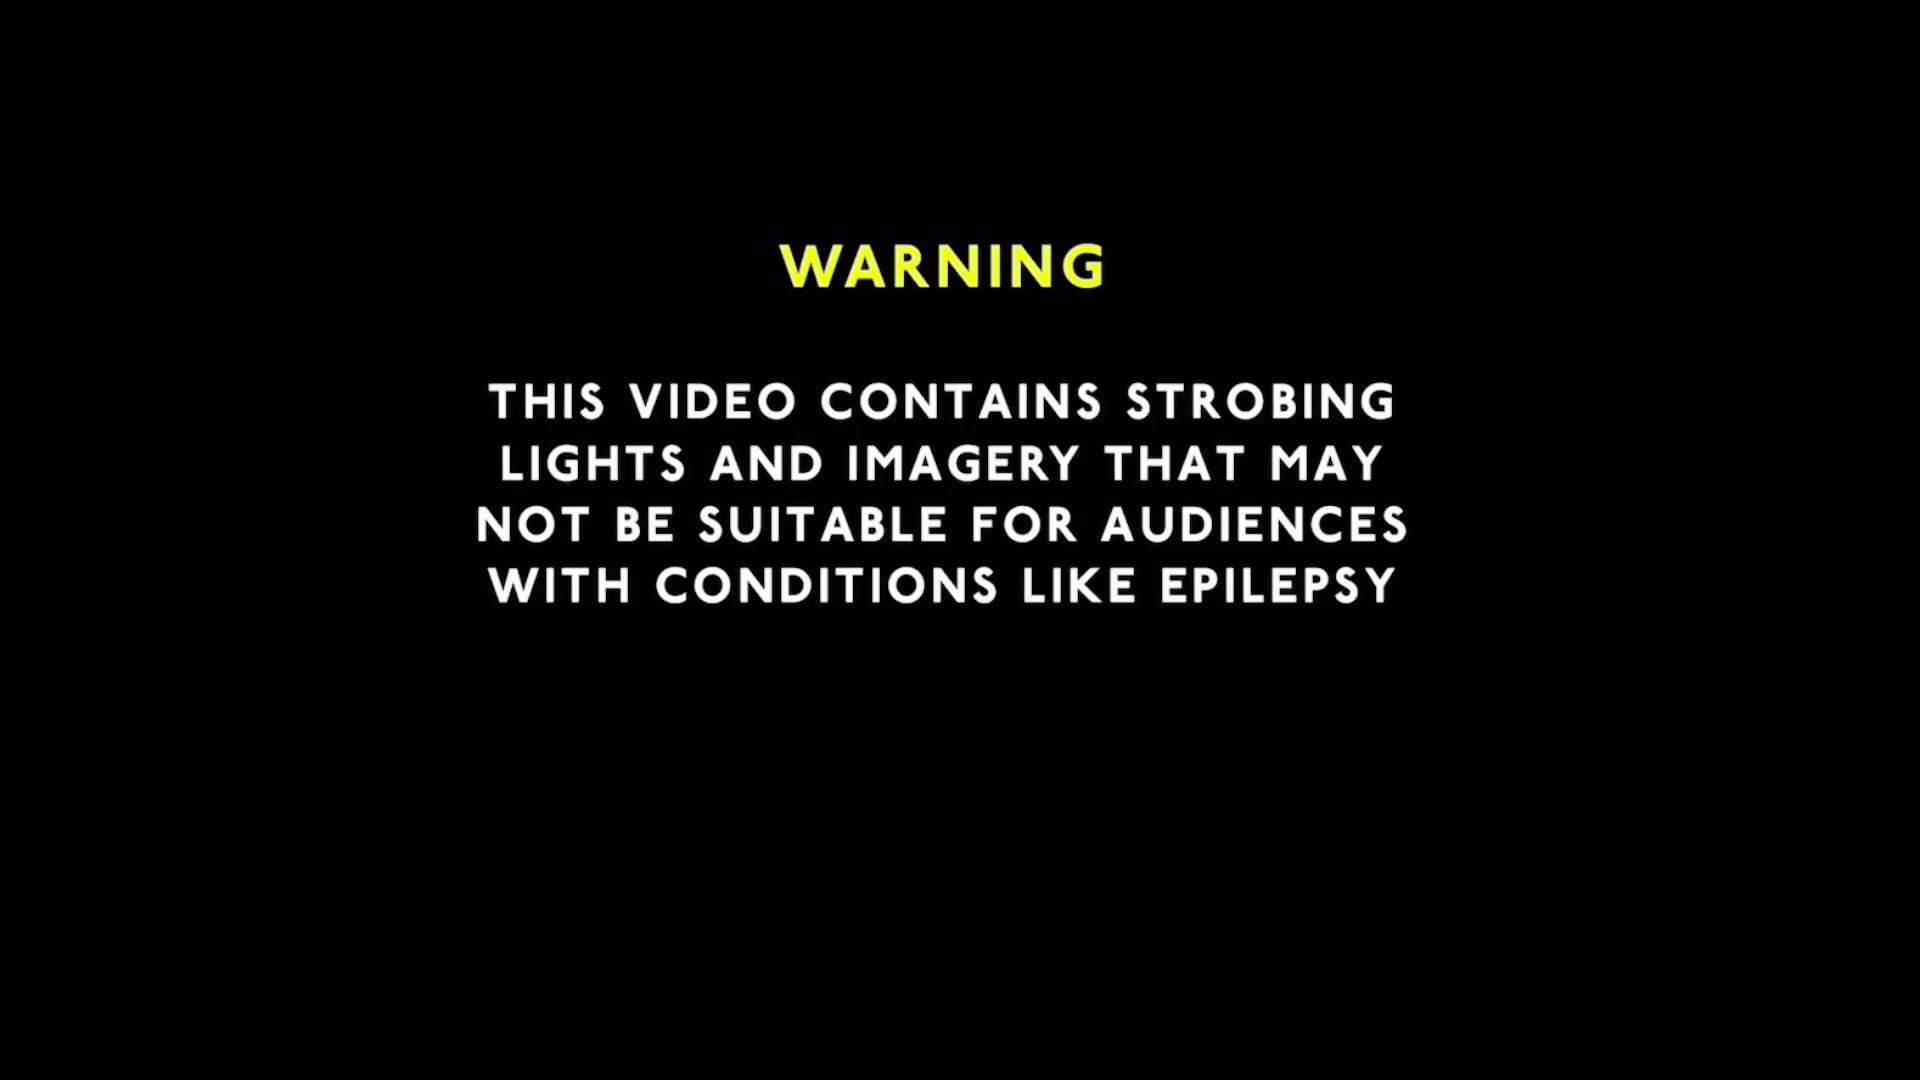 WARNING
THIS VIDEO CONTAINS STROBING
LIGHTS AND IMAGERY THAT MAY
NOT BE SUITABLE FOR AUDIENCES
WITH CONDITIONS LIKE EPILEPSY